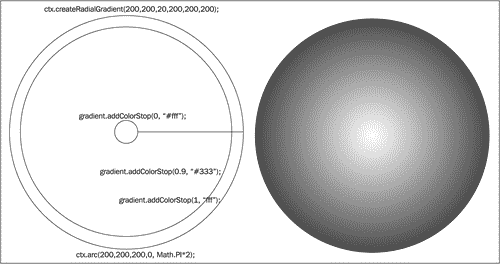 ctx.createRadialGradient(200,200,20,200,200,200);
gradient.addColorStop(0, "#fff");
gradient.addColorStop(0.9, "#333");
gradient.addColorStop(1, "fff");
ctx.arc(200,200,200,0, Math.PI*2);